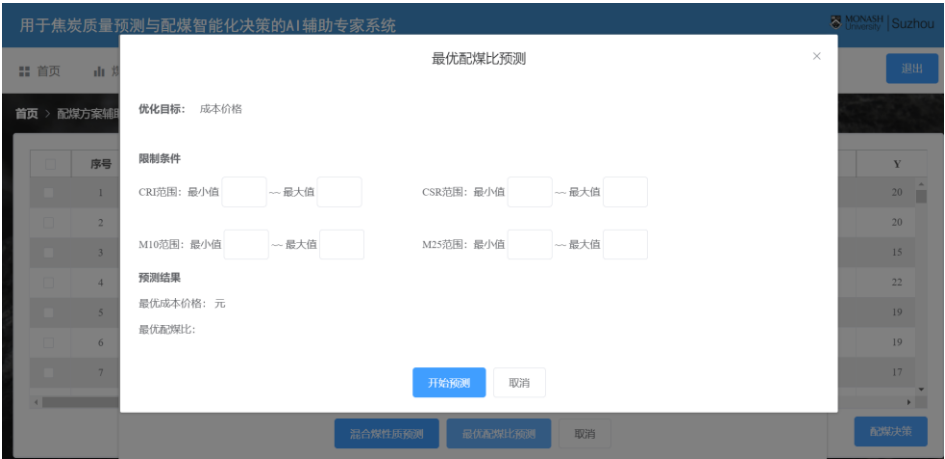 用于焦炭质量预测与配煤智能化决策的AI辅助专家系统
MONASH University Suzhou
首页
退出
首页 > 配煤方案辅
最优配煤比预测 ×
优化目标： 成本价格
限制条件
CRI范围：最小值 ~~ 最大值 CSR范围：最小值 ~~ 最大值
M10范围：最小值 ~~ 最大值 M25范围：最小值 ~~ 最大值
预测结果
最优成本价格： 元
最优配煤比：
开始预测 取消
序号 Y
1 20
2 20
3 15
4 22
5 19
6 19
7 17
混合煤性质预测 最优配煤比预测 取消
配煤决策